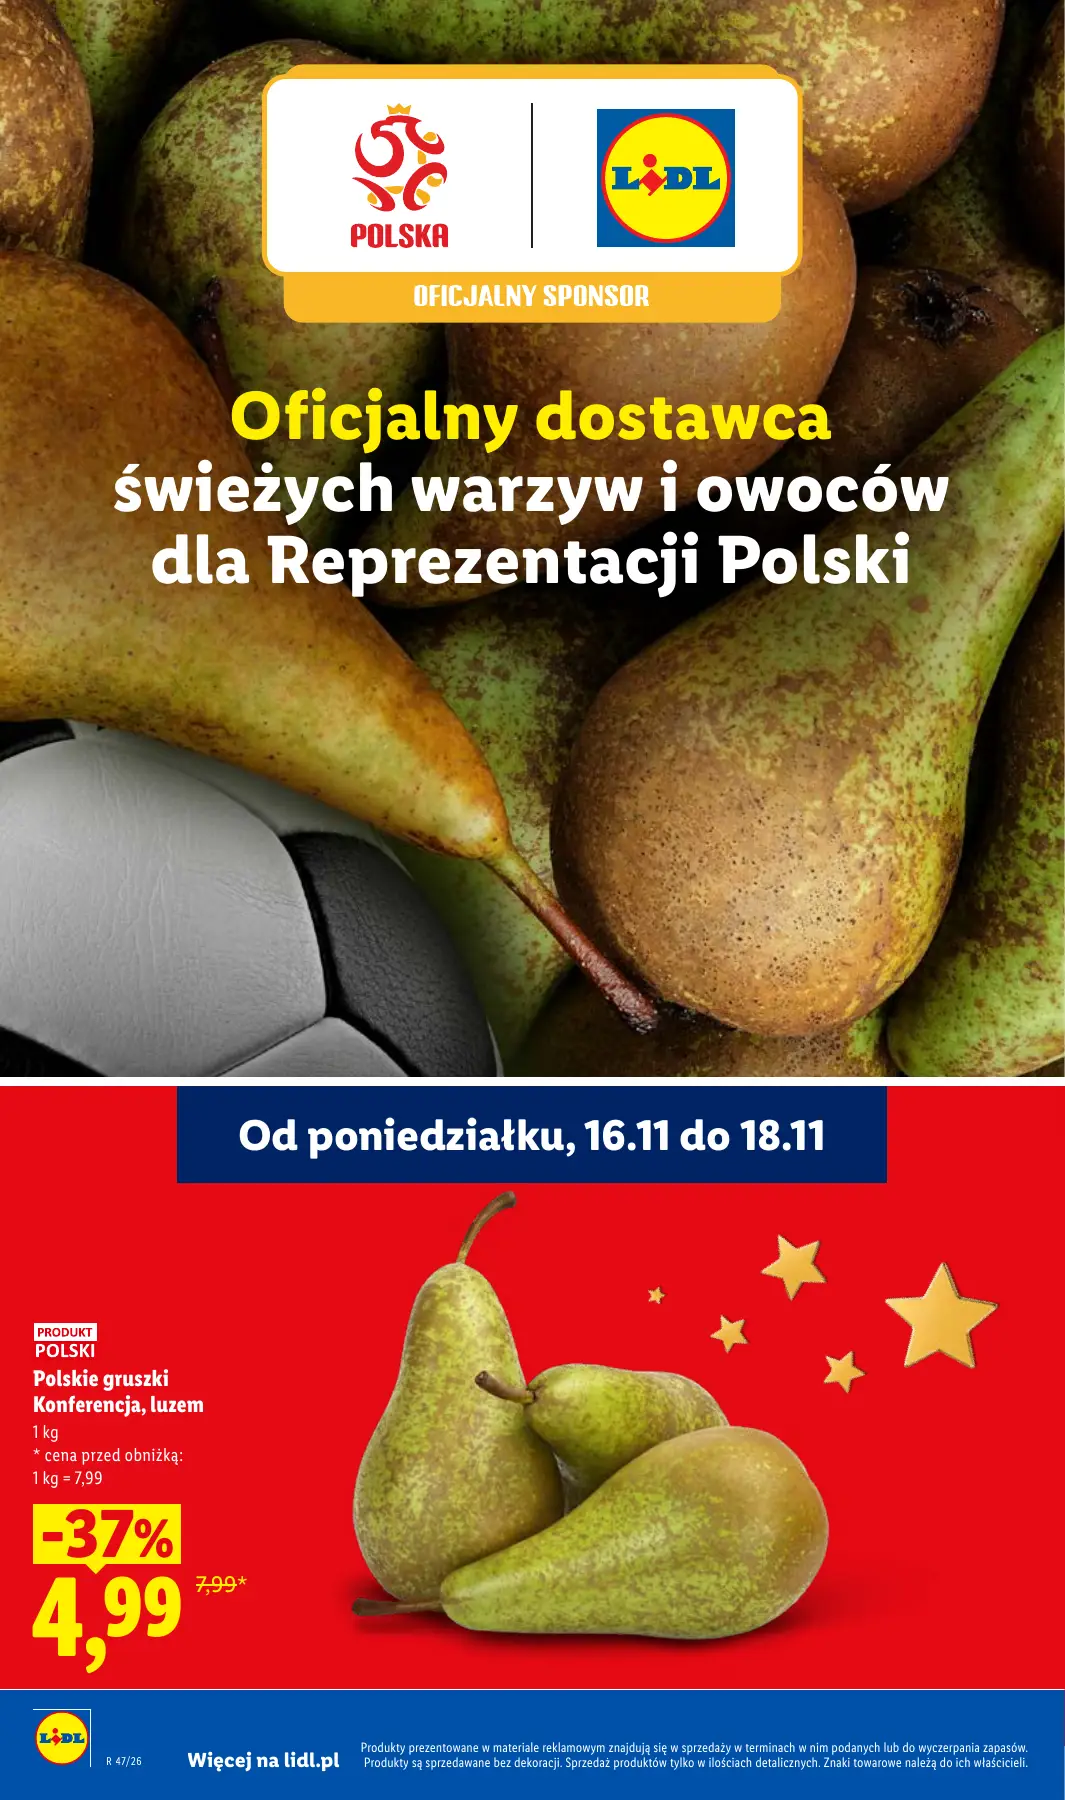 POLSKA
LIDL
OFICJALNY SPONSOR
Oficjalny dostawca
świeżych warzyw i owoców
dla Reprezentacji Polski
Od poniedziałku, 16.11 do 18.11
PRODUKT
POLSKI
Polskie gruszki
Konferencja, luzem
1 kg
* cena przed obniżką:
1 kg = 7,99
-37%
4,99
7,99*
LIDL
R 47/26
Więcej na lidl.pl
Produkty prezentowane w materiale reklamowym znajdują się w sprzedaży w terminach w nim podanych lub do wyczerpania zapasów.
Produkty są sprzedawane bez dekoracji. Sprzedaż produktów tylko w ilościach detalicznych. Znaki towarowe należą do ich właścicieli.